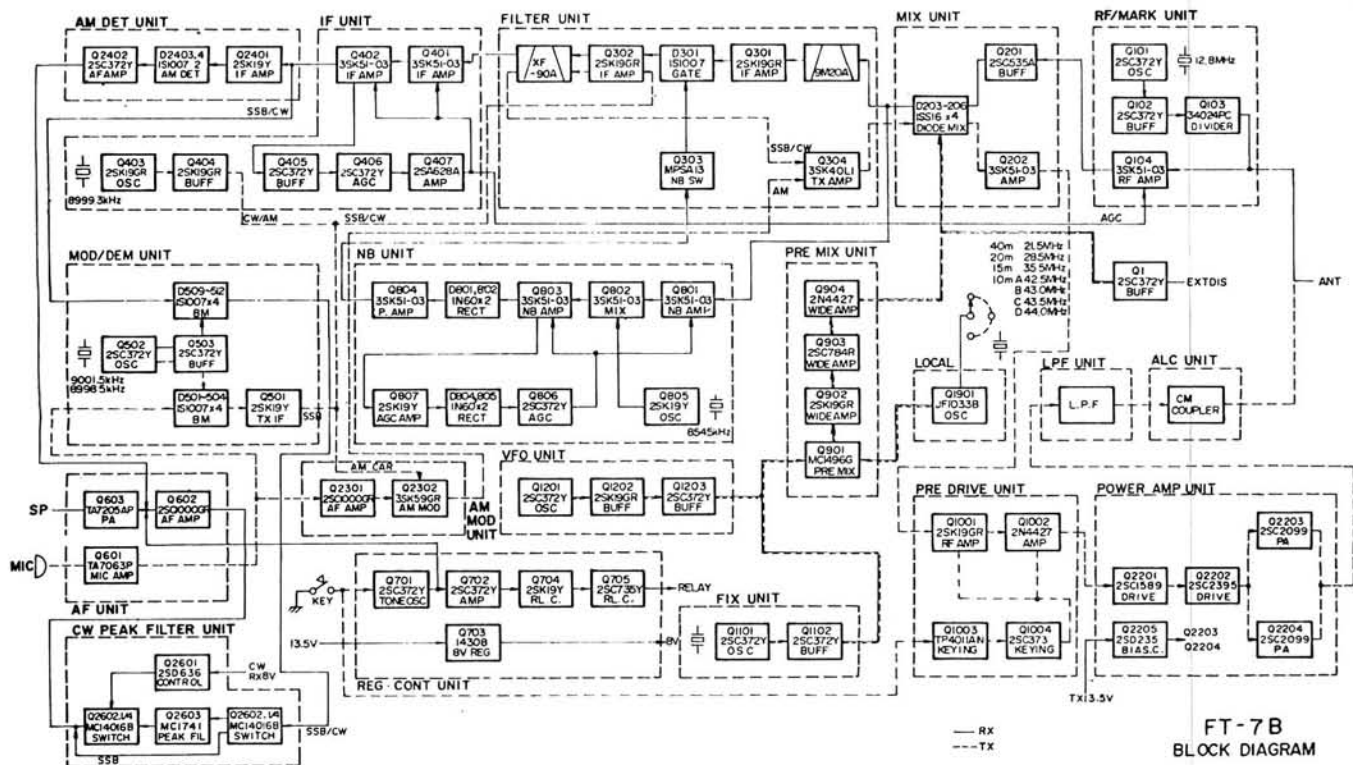 AM DET UNIT
Q2402
2SC372Y
AF AMP
D2403,4
1S1007 2
AM DET
Q2401
2SK19Y
IF AMP
SSB/CW
IF UNIT
Q402
3SK51-03
IF AMP
Q401
3SK51-03
IF AMP
Q403
2SK19GR
OSC
Q404
2SK19GR
BUFF
8999.3kHz
CW/AM
Q405
2SC372Y
BUFF
Q406
2SC372Y
AGC
Q407
2SA628A
AMP
SSB/CW
FILTER UNIT
XF
-90A
Q302
2SK19GR
IF AMP
D301
1S1007
GATE
Q301
2SK19GR
IF AMP
9M20A
Q303
MPSA13
NB SW
SSB/CW
Q304
3SK40L1
TX AMP
AM
MIX UNIT
Q201
2SC535A
BUFF
D203-206
1SS16 x4
DIODE MIX
Q202
3SK51-03
AMP
RF/MARK UNIT
Q101
2SC372Y
OSC
12.8MHz
Q102
2SC372Y
BUFF
Q103
34024PC
DIVIDER
Q104
3SK51-03
RF AMP
AGC
MOD/DEM UNIT
D509-512
1S1007x4
BM
Q502
2SC372Y
OSC
Q503
2SC372Y
BUFF
9001.5kHz
8998.5kHz
D501-504
1S1007x4
BM
Q501
2SK19Y
TX IF
SSB
NB UNIT
Q804
3SK51-03
P. AMP
D801,802
1N60x2
RECT
Q803
3SK51-03
NB AMP
Q802
3SK51-03
MIX
Q801
3SK51-03
NB AMP
Q807
2SK19Y
AGC AMP
D804,805
1N60x2
RECT
Q806
2SC372Y
AGC
Q805
2SK19Y
OSC
8545kHz
PRE MIX UNIT
Q904
2N4427
WIDE AMP
Q903
2SC784R
WIDE AMP
Q902
2SK19GR
WIDE AMP
Q901
MC1496G
PRE MIX
40m 21.5MHz
20m 28.5MHz
15m 35.5MHz
10m A 42.5MHz
B 43.0MHz
C 43.5MHz
D 44.0MHz
Q1
2SC372Y
BUFF
EXTDIS
ANT
LOCAL
Q1901
JF1033B
OSC
LPF UNIT
L.P.F
ALC UNIT
CM
COUPLER
AM CAR
Q2301
2SC1000GR
AF AMP
Q2302
3SK59GR
AM MOD
AM
MOD
UNIT
VFO UNIT
Q1201
2SC372Y
OSC
Q1202
2SK19GR
BUFF
Q1203
2SC372Y
BUFF
SP
Q603
TA7205AP
PA
Q602
2SC1000GR
AF AMP
MIC
Q601
TA7063P
MIC AMP
AF UNIT
KEY
Q701
2SC372Y
TONE OSC
Q702
2SC372Y
AMP
Q704
2SK19Y
RL. C.
Q705
2SC735Y
RL. C.
RELAY
13.5V
Q703
14308
8V REG
8V
REG · CONT UNIT
FIX UNIT
Q1101
2SC372Y
OSC
Q1102
2SC372Y
BUFF
PRE DRIVE UNIT
Q1001
2SK19GR
RF AMP
Q1002
2N4427
AMP
Q1003
TP4011AN
KEYING
Q1004
2SC373
KEYING
POWER AMP UNIT
Q2203
2SC2099
PA
Q2201
2SC1589
DRIVE
Q2202
2SC2395
DRIVE
Q2205
2SD235
BIAS.C.
Q2203
Q2204
Q2204
2SC2099
PA
TX13.5V
CW PEAK FILTER UNIT
Q2601
2SD636
CONTROL
CW
RX8V
Q2602,1/4
MC14016B
SWITCH
Q2603
MC1741
PEAK FIL
Q2602,1/4
MC14016B
SWITCH
SSB/CW
SSB
RX
TX
FT-7B
BLOCK DIAGRAM